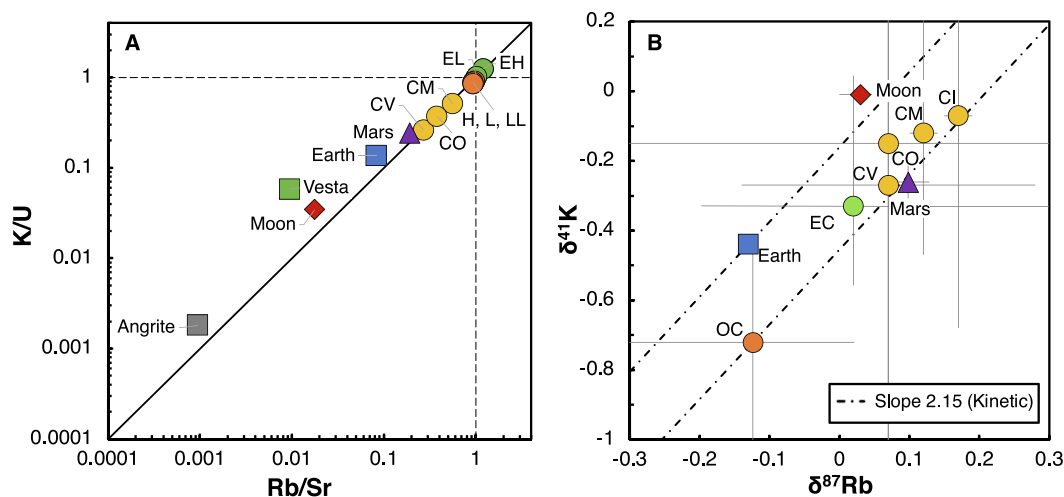 A
EL
EH
CM
CV
H, L, LL
CO
Mars
Earth
Vesta
Moon
Angrite
K/U
1
0.1
0.01
0.001
0.0001
0.0001
0.001
0.01
0.1
1
Rb/Sr
B
Moon
CI
CM
CO
CV
Mars
EC
Earth
OC
Slope 2.15 (Kinetic)
δ⁴¹K
0.2
0
-0.2
-0.4
-0.6
-0.8
-1
-0.3
-0.2
-0.1
0
0.1
0.2
0.3
δ⁸⁷Rb